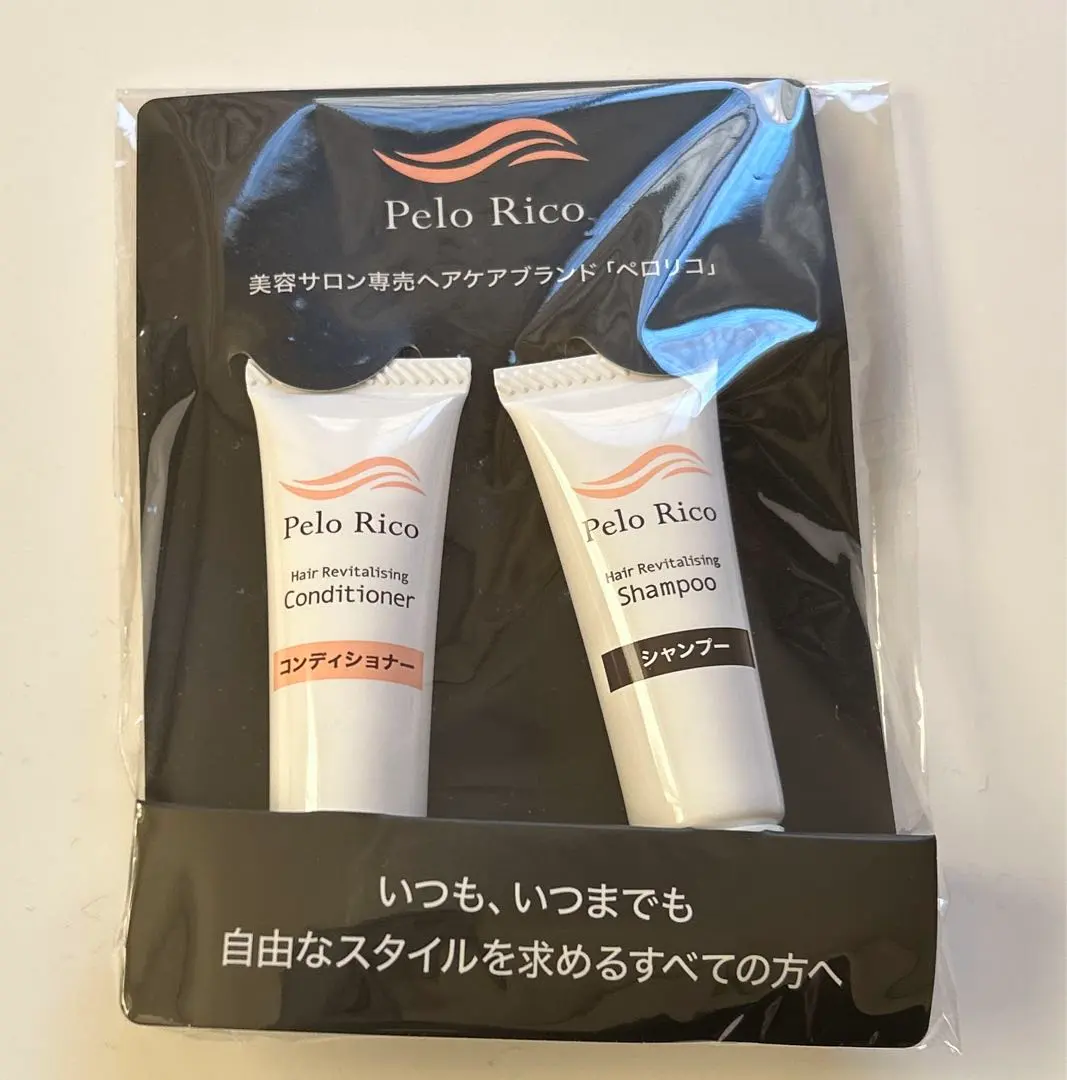 Pelo Rico
美容サロン専売ヘアケアブランド「ペロリコ」
Pelo Rico
Hair Revitalising
Conditioner
コンディショナー
Pelo Rico
Hair Revitalising
Shampoo
シャンプー
いつも、いつまでも
自由なスタイルを求めるすべての方へ